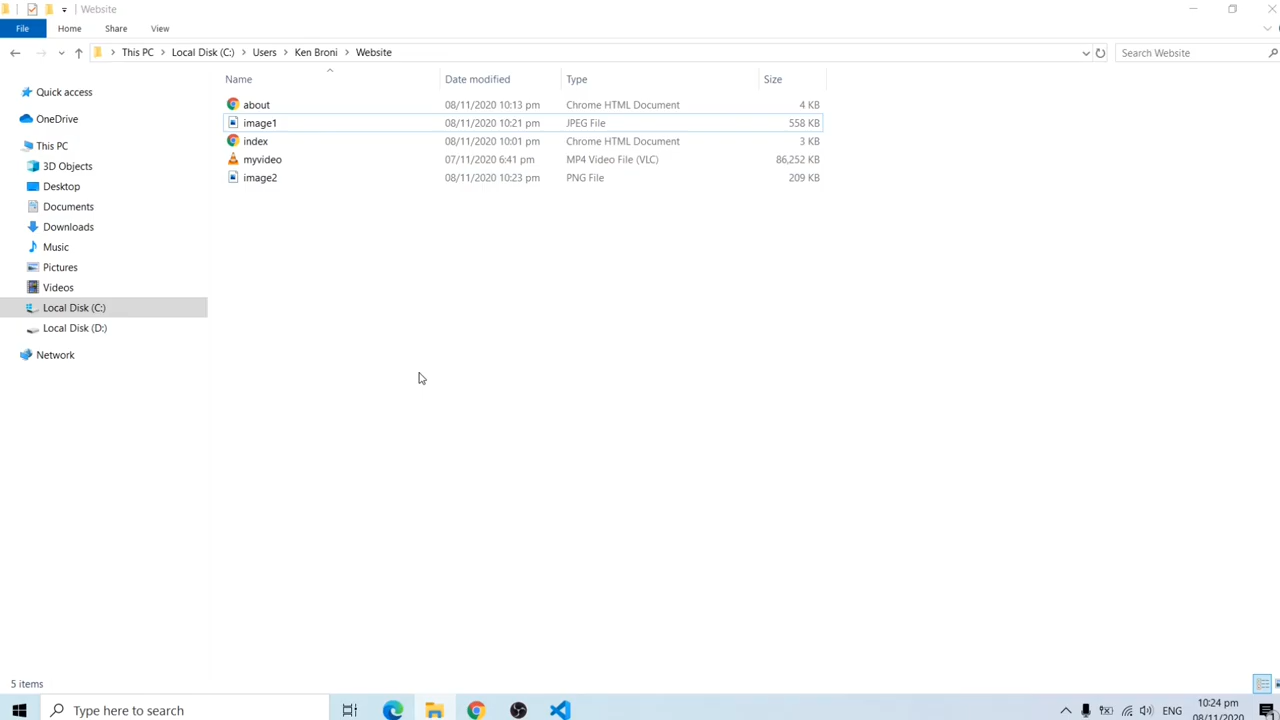 Website
File Home Share View
This PC Local Disk (C:) Users Ken Broni Website Search Website
Name Date modified Type Size
Quick access
OneDrive
This PC
3D Objects
Desktop
Documents
Downloads
Music
Pictures
Videos
Local Disk (C:)
Local Disk (D:)
Network
about 08/11/2020 10:13 pm Chrome HTML Document 4 KB
image1 08/11/2020 10:21 pm JPEG File 558 KB
index 08/11/2020 10:01 pm Chrome HTML Document 3 KB
myvideo 07/11/2020 6:41 pm MP4 Video File (VLC) 86,252 KB
image2 08/11/2020 10:23 pm PNG File 209 KB
5 items
Type here to search ENG 10:24 pm
08/11/2020